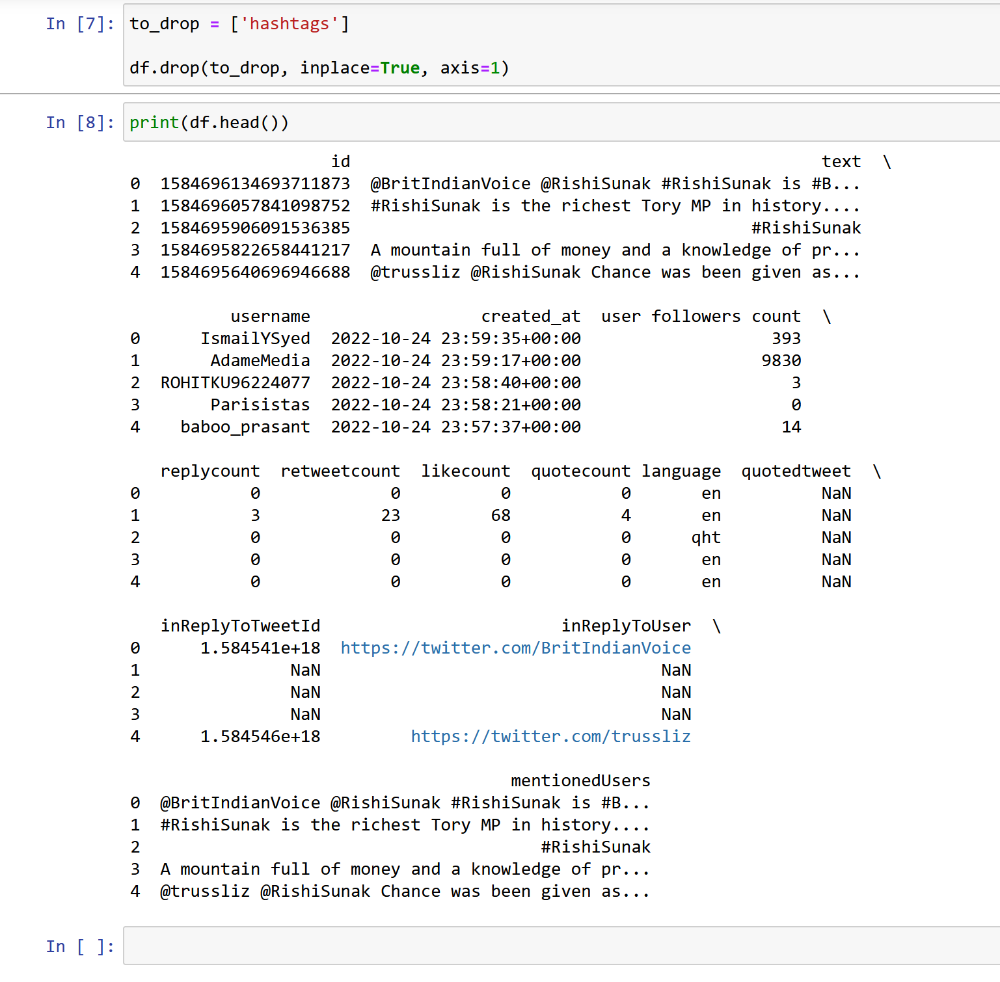 In [7]: to_drop = ['hashtags']
df.drop(to_drop, inplace=True, axis=1)
In [8]: print(df.head())
id text \
0 1584696134693711873 @BritIndianVoice @RishiSunak #RishiSunak is #B...
1 1584696057841098752 #RishiSunak is the richest Tory MP in history....
2 1584695906091536385 #RishiSunak
3 1584695822658441217 A mountain full of money and a knowledge of pr...
4 1584695640696946688 @trussliz @RishiSunak Chance was been given as...
username created_at user followers count \
0 IsmailYSyed 2022-10-24 23:59:35+00:00 393
1 AdameMedia 2022-10-24 23:59:17+00:00 9830
2 ROHITKU96224077 2022-10-24 23:58:40+00:00 3
3 Parisistas 2022-10-24 23:58:21+00:00 0
4 baboo_prasant 2022-10-24 23:57:37+00:00 14
replycount retweetcount likecount quotecount language quotedtweet \
0 0 0 0 0 en NaN
1 3 23 68 4 en NaN
2 0 0 0 0 qht NaN
3 0 0 0 0 en NaN
4 0 0 0 0 en NaN
inReplyToTweetId inReplyToUser \
0 1.584541e+18 https://twitter.com/BritIndianVoice
1 NaN NaN
2 NaN NaN
3 NaN NaN
4 1.584546e+18 https://twitter.com/trussliz
mentionedUsers
0 @BritIndianVoice @RishiSunak #RishiSunak is #B...
1 #RishiSunak is the richest Tory MP in history....
2 #RishiSunak
3 A mountain full of money and a knowledge of pr...
4 @trussliz @RishiSunak Chance was been given as...
In [ ]: